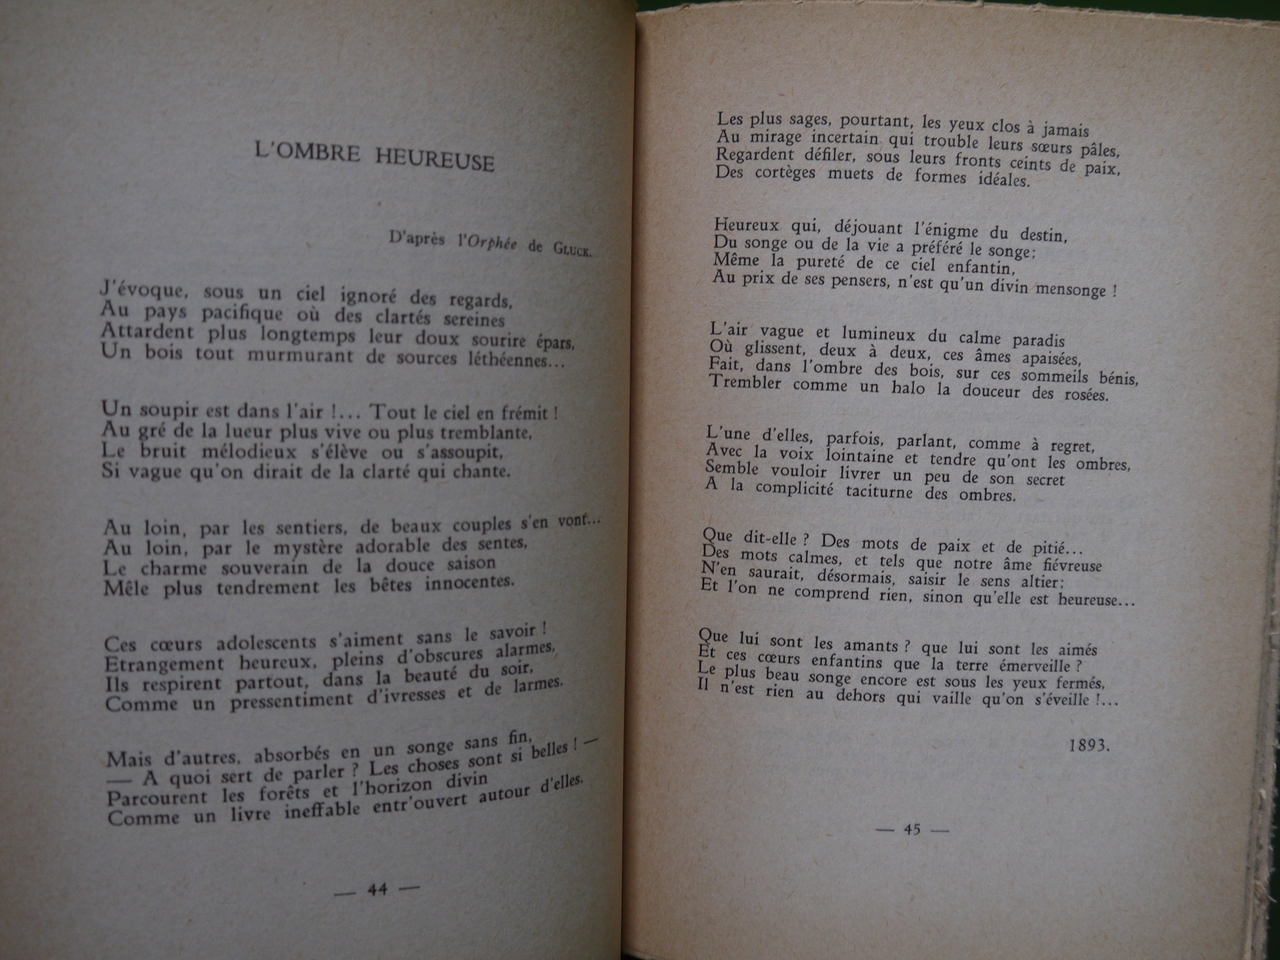 L'OMBRE HEUREUSE
D'après l'Orphée de GLUCK.
J'évoque, sous un ciel ignoré des regards,
Au pays pacifique où des clartés sereines
Attardent plus longtemps leur doux sourire épars,
Un bois tout murmurant de sources léthéennes...
Un soupir est dans l'air !... Tout le ciel en frémit !
Au gré de la lueur plus vive ou plus tremblante,
Le bruit mélodieux s'élève ou s'assoupit,
Si vague qu'on dirait de la clarté qui chante.
Au loin, par les sentiers, de beaux couples s'en vont...
Au loin, par le mystère adorable des sentes,
Le charme souverain de la douce saison
Mêle plus tendrement les bêtes innocentes.
Ces cœurs adolescents s'aiment sans le savoir !
Etrangement heureux, pleins d'obscures alarmes,
Ils respirent partout, dans la beauté du soir,
Comme un pressentiment d'ivresses et de larmes.
Mais d'autres, absorbés en un songe sans fin,
— A quoi sert de parler ? Les choses sont si belles ! —
Parcourent les forêts et l'horizon divin
Comme un livre ineffable entr'ouvert autour d'elles.
— 44 —
Les plus sages, pourtant, les yeux clos à jamais
Au mirage incertain qui trouble leurs sœurs pâles,
Regardent défiler, sous leurs fronts ceints de paix,
Des cortèges muets de formes idéales.
Heureux qui, déjouant l'énigme du destin,
Du songe ou de la vie a préféré le songe;
Même la pureté de ce ciel enfantin,
Au prix de ses pensers, n'est qu'un divin mensonge !
L'air vague et lumineux du calme paradis
Où glissent, deux à deux, ces âmes apaisées,
Fait, dans l'ombre des bois, sur ces sommeils bénis,
Trembler comme un halo la douceur des rosées.
L'une d'elles, parfois, parlant, comme à regret,
Avec la voix lointaine et tendre qu'ont les ombres,
Semble vouloir livrer un peu de son secret
A la complicité taciturne des ombres.
Que dit-elle ? Des mots de paix et de pitié...
Des mots calmes, et tels que notre âme fiévreuse
N'en saurait, désormais, saisir le sens altier;
Et l'on ne comprend rien, sinon qu'elle est heureuse...
Que lui sont les amants ? que lui sont les aimés
Et ces cœurs enfantins que la terre émerveille ?
Le plus beau songe encore est sous les yeux fermés,
Il n'est rien au dehors qui vaille qu'on s'éveille !...
1893.
— 45 —